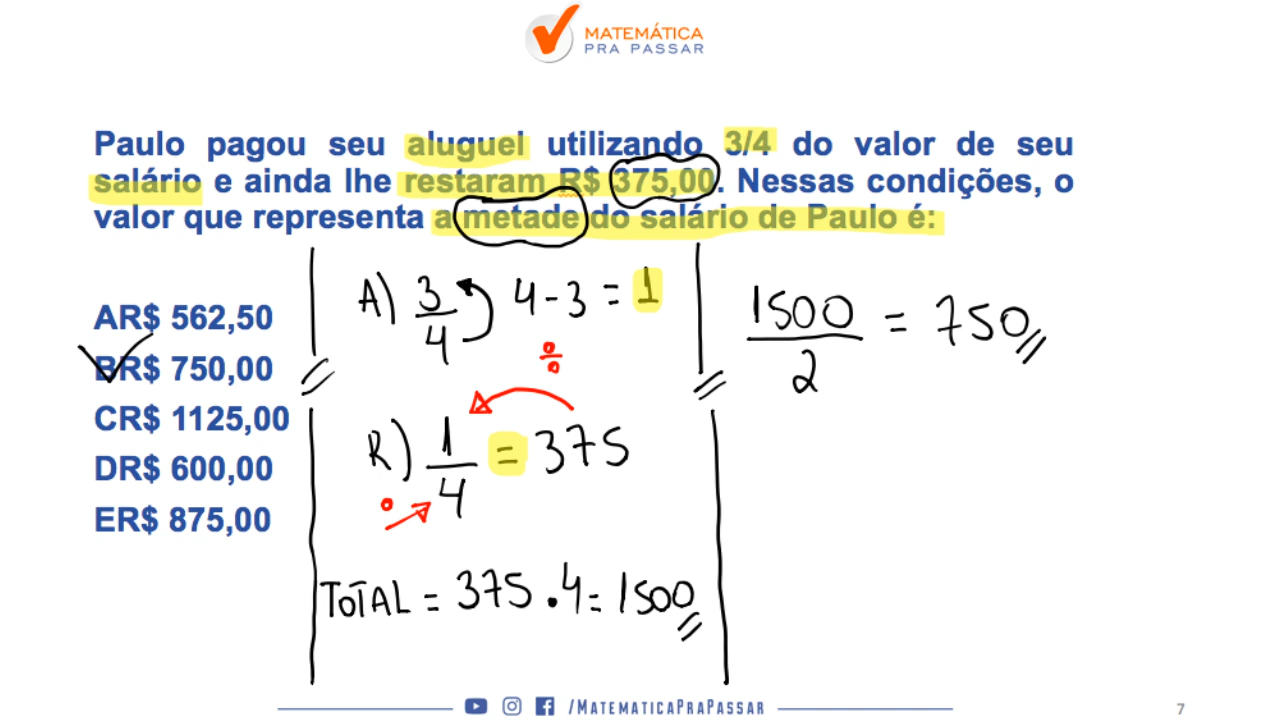 MATEMÁTICA
PRA PASSAR
Paulo pagou seu aluguel utilizando 3/4 do valor de seu
salário e ainda lhe restaram R$ 375,00. Nessas condições, o
valor que representa a metade do salário de Paulo é:
AR$ 562,50
BR$ 750,00
CR$ 1125,00
DR$ 600,00
ER$ 875,00
A) 3/4 4-3 = 1
÷
R) 1/4 = 375
TOTAL = 375 . 4 = 1500
1500/2 = 750
/MATEMATICAPRAPASSAR
7